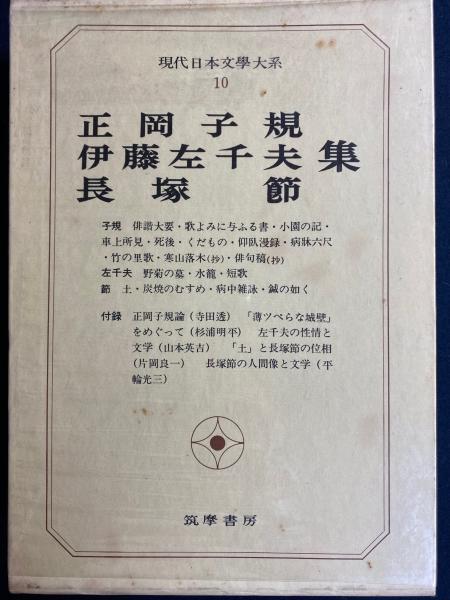 現代日本文學大系
10
正岡子規
伊藤左千夫 集
長塚節
子規 俳諧大要・歌よみに与ふる書・小園の記・
車上所見・死後・くだもの・仰臥漫録・病牀六尺
・竹の里歌・寒山落木(抄)・俳句稿(抄)
左千夫 野菊の墓・水籠・短歌
節 土・炭焼のむすめ・病中雑詠・鍼の如く
付録 正岡子規論(寺田透) 「薄ツペらな城壁」
をめぐって(杉浦明平) 左千夫の性情と
文学(山本英吉) 「土」と長塚節の位相
(片岡良一) 長塚節の人間像と文学(平
輪光三)
筑摩書房